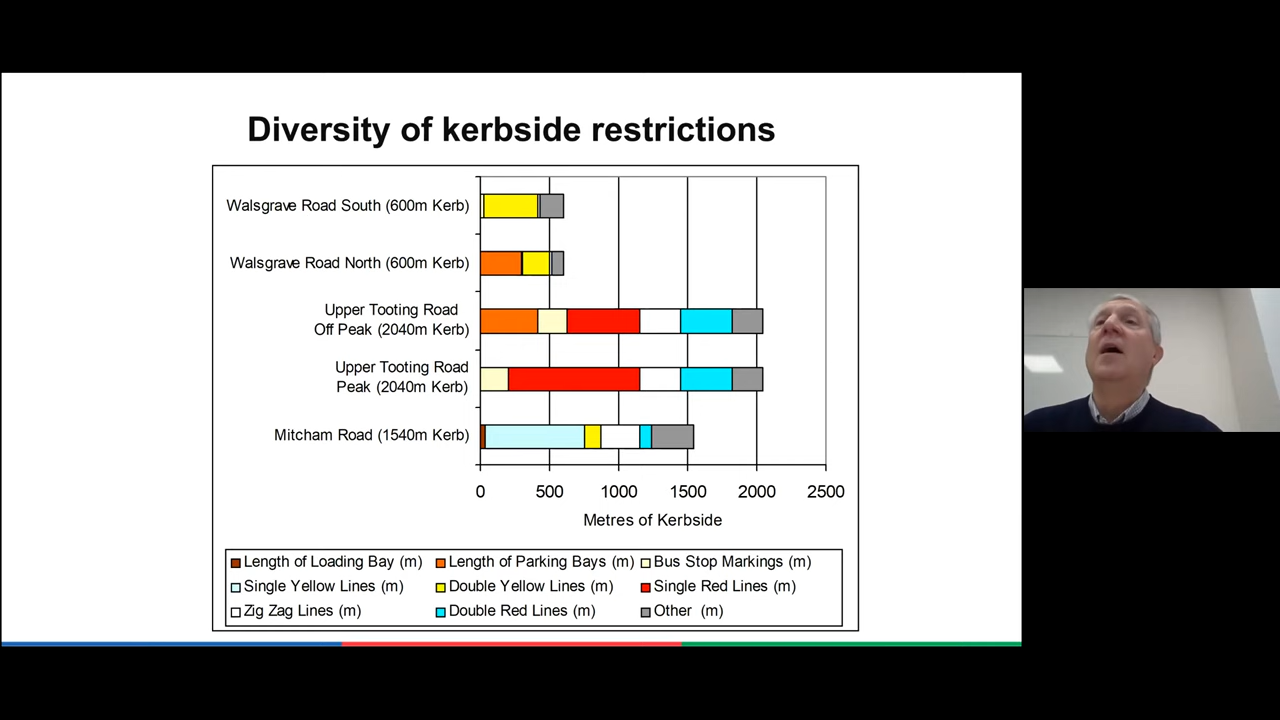 Diversity of kerbside restrictions
Walsgrave Road South (600m Kerb)
Walsgrave Road North (600m Kerb)
Upper Tooting Road
Off Peak (2040m Kerb)
Upper Tooting Road
Peak (2040m Kerb)
Mitcham Road (1540m Kerb)
0 500 1000 1500 2000 2500
Metres of Kerbside
Length of Loading Bay (m) Length of Parking Bays (m) Bus Stop Markings (m)
Single Yellow Lines (m) Double Yellow Lines (m) Single Red Lines (m)
Zig Zag Lines (m) Double Red Lines (m) Other (m)